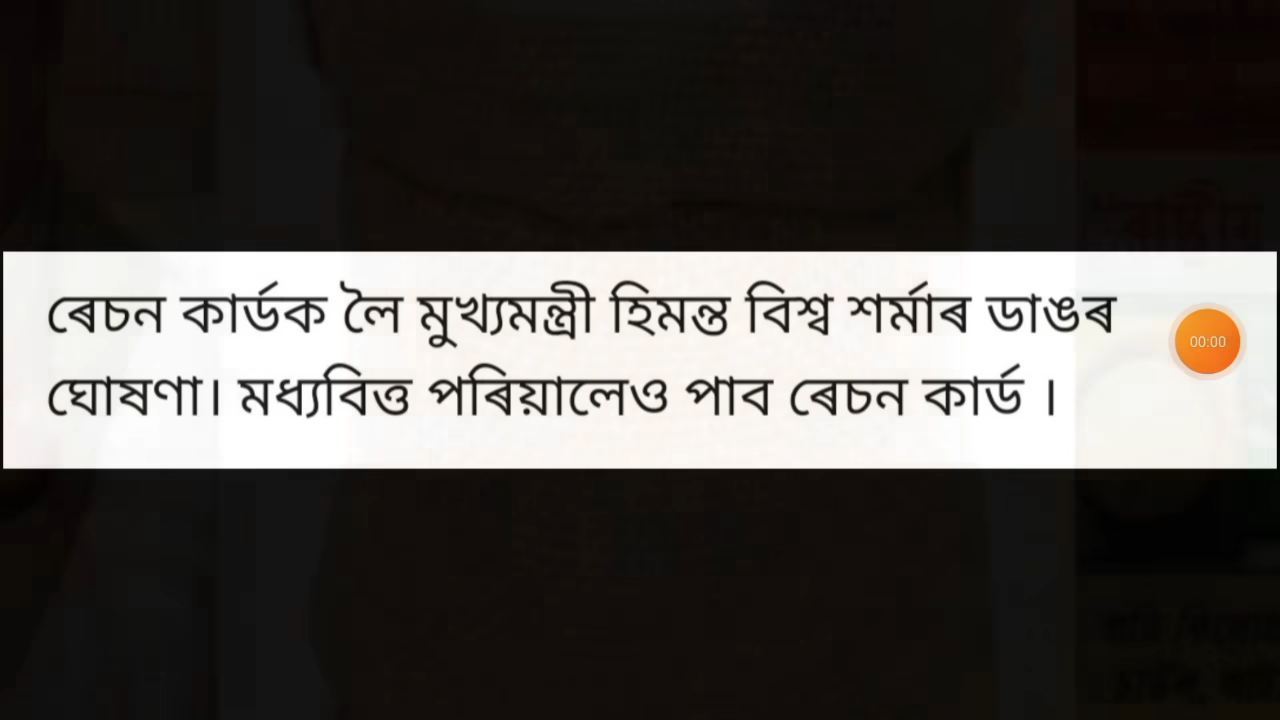 ৰেচন কাৰ্ডক লৈ মুখ্যমন্ত্ৰী হিমন্ত বিশ্ব শৰ্মাৰ ডাঙৰ
ঘোষণা। মধ্যবিত্ত পৰিয়ালেও পাব ৰেচন কাৰ্ড ।
00:00